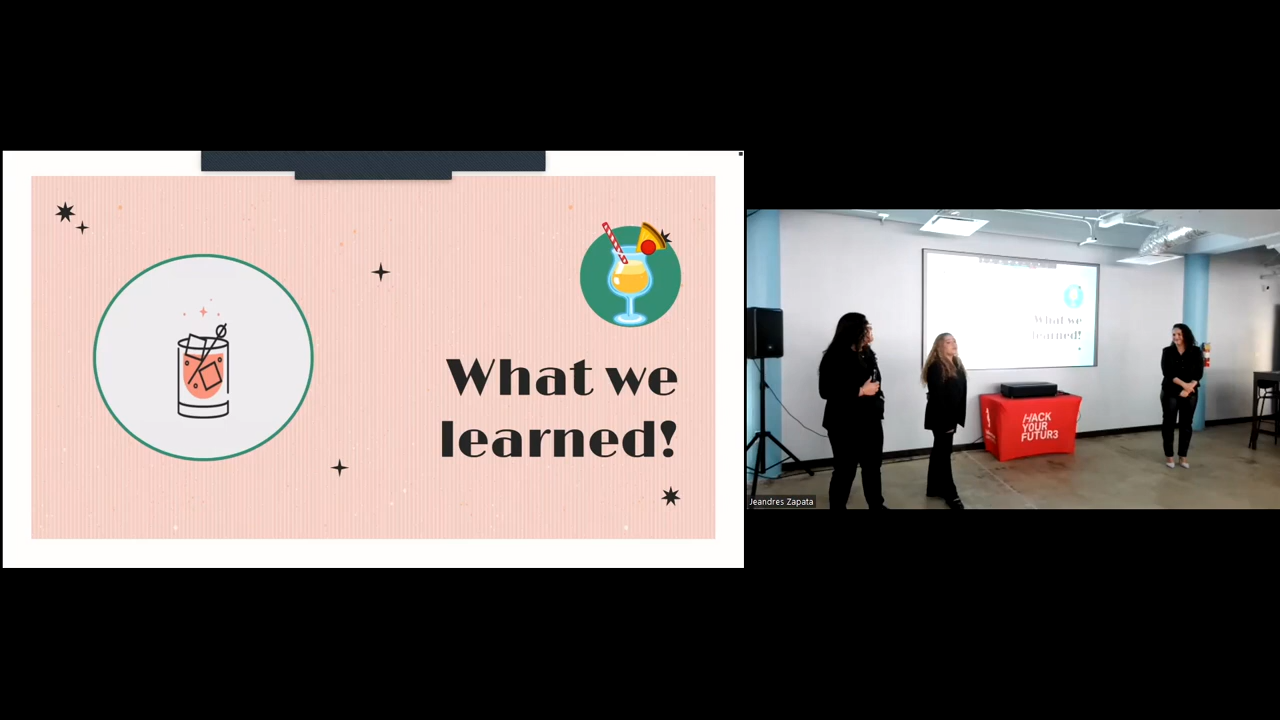 What we
learned!
What we
learned!
HACK
YOUR
FUTUR3
Jeandres Zapata